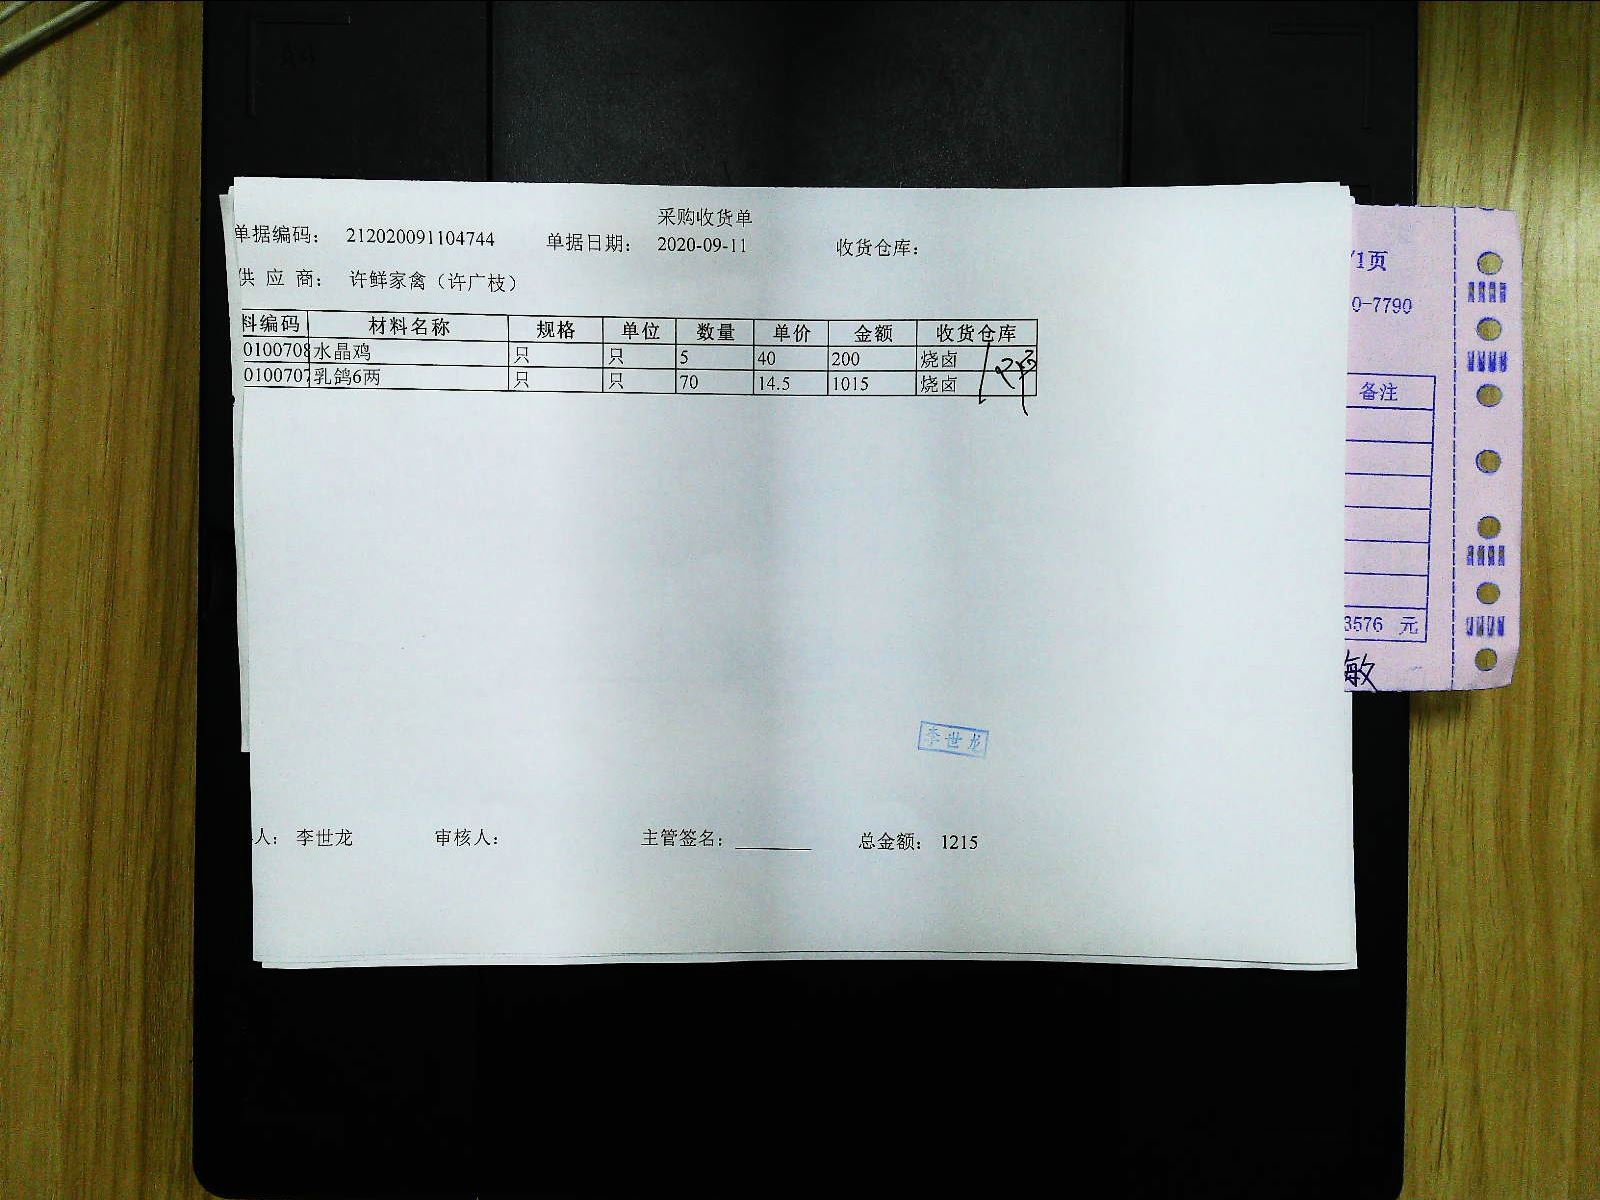 采购收货单
单据编码： 212020091104744 单据日期： 2020-09-11 收货仓库：
供 应 商： 许鲜家禽（许广枝）
料编码 材料名称 规格 单位 数量 单价 金额 收货仓库
0100708 水晶鸡 只 只 5 40 200 烧卤
0100707 乳鸽6两 只 只 70 14.5 1015 烧卤
李世龙
人： 李世龙 审核人： 主管签名： 总金额： 1215
/1页
0-7790
备注
3576 元
敏